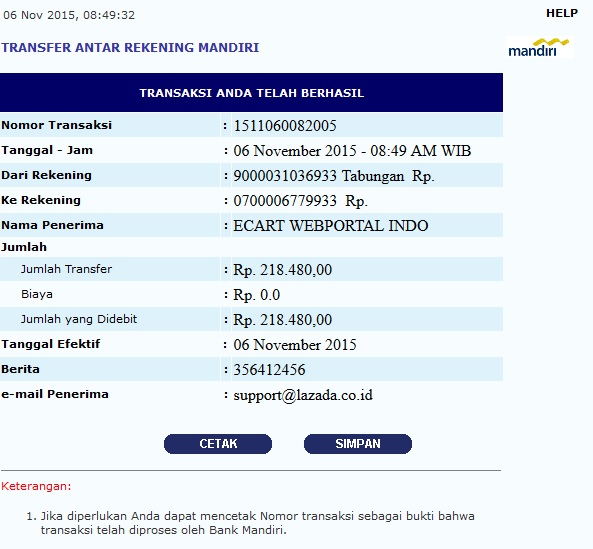 06 Nov 2015, 08:49:32
HELP
TRANSFER ANTAR REKENING MANDIRI
mandiri
TRANSAKSI ANDA TELAH BERHASIL
Nomor Transaksi : 1511060082005
Tanggal - Jam : 06 November 2015 - 08:49 AM WIB
Dari Rekening : 9000031036933 Tabungan Rp.
Ke Rekening : 0700006779933 Rp.
Nama Penerima : ECART WEBPORTAL INDO
Jumlah
Jumlah Transfer : Rp. 218.480,00
Biaya : Rp. 0.0
Jumlah yang Didebit : Rp. 218.480,00
Tanggal Efektif : 06 November 2015
Berita : 356412456
e-mail Penerima : support@lazada.co.id
CETAK SIMPAN
Keterangan:
1. Jika diperlukan Anda dapat mencetak Nomor transaksi sebagai bukti bahwa
transaksi telah diproses oleh Bank Mandiri.